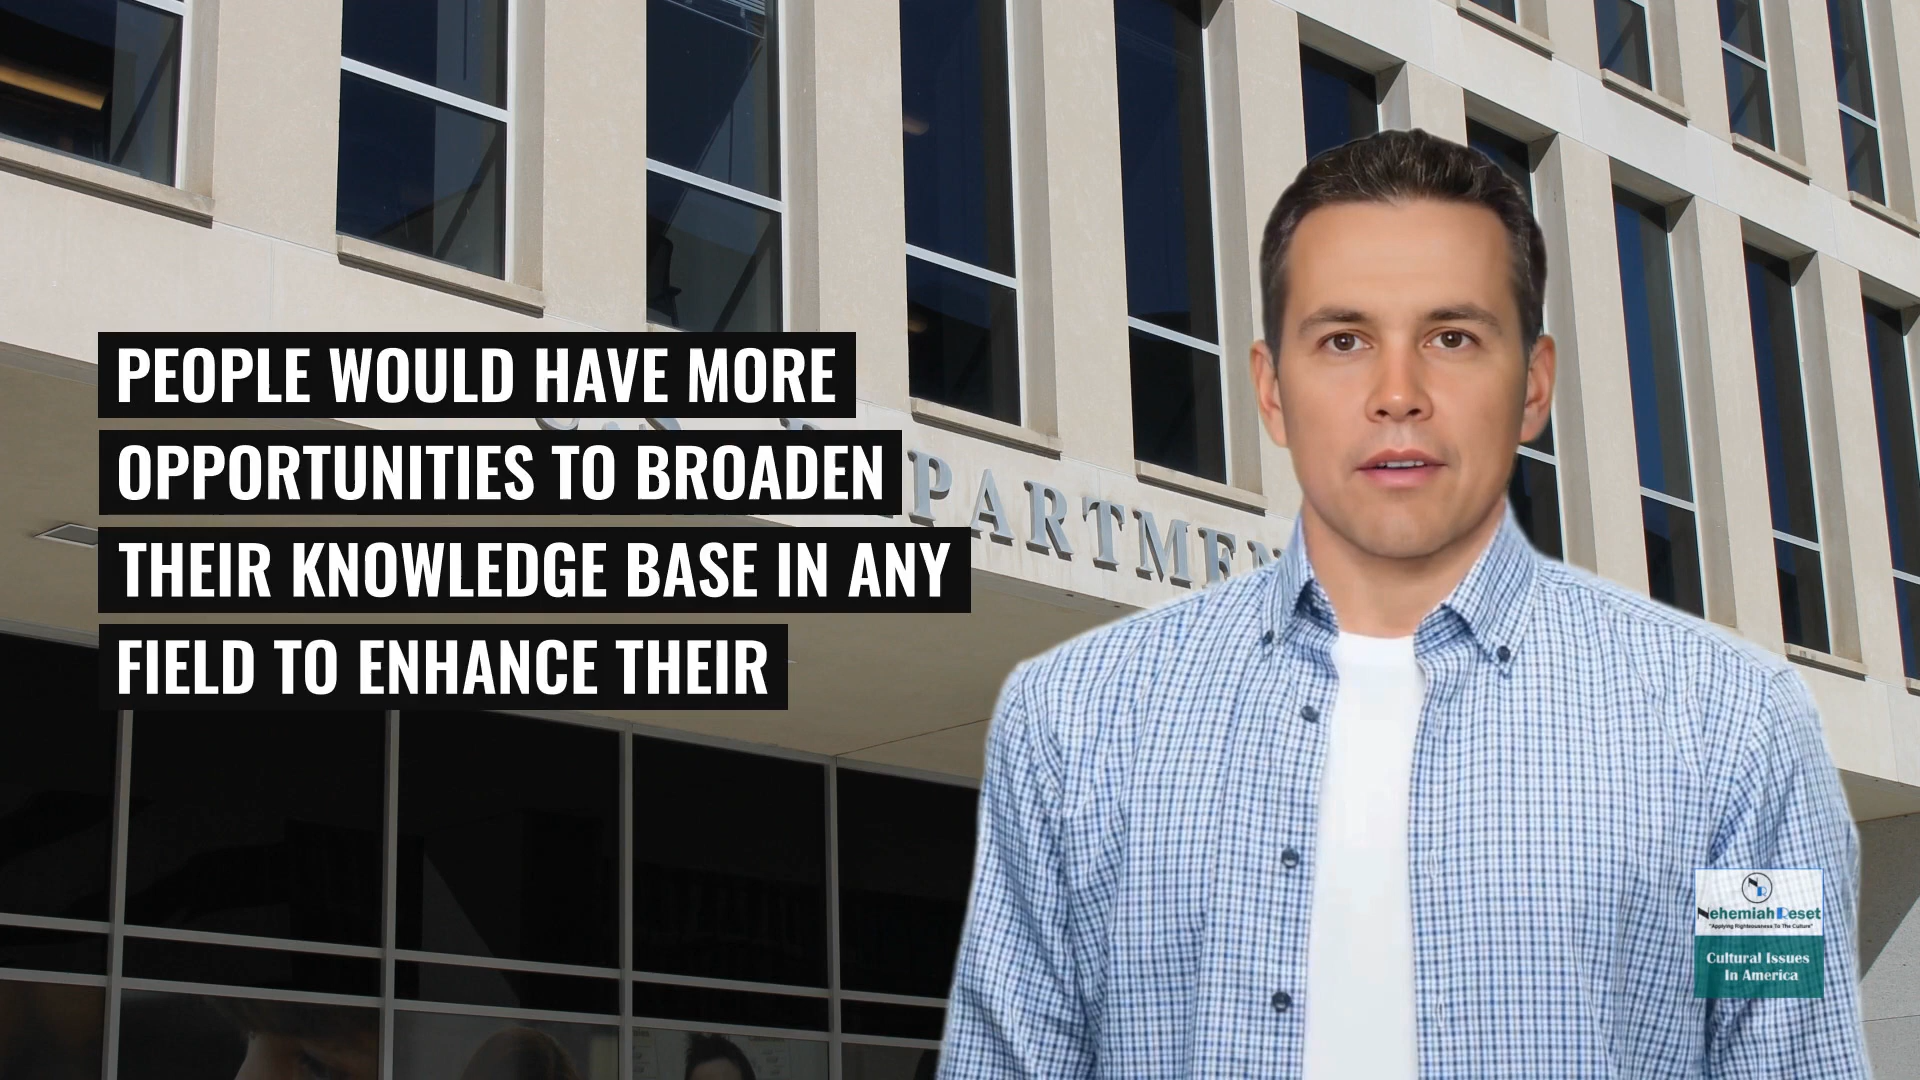 PEOPLE WOULD HAVE MORE
OPPORTUNITIES TO BROADEN
THEIR KNOWLEDGE BASE IN ANY
FIELD TO ENHANCE THEIR
NR
NehemiahReset
"Applying Righteousness To The Culture"
Cultural Issues
In America